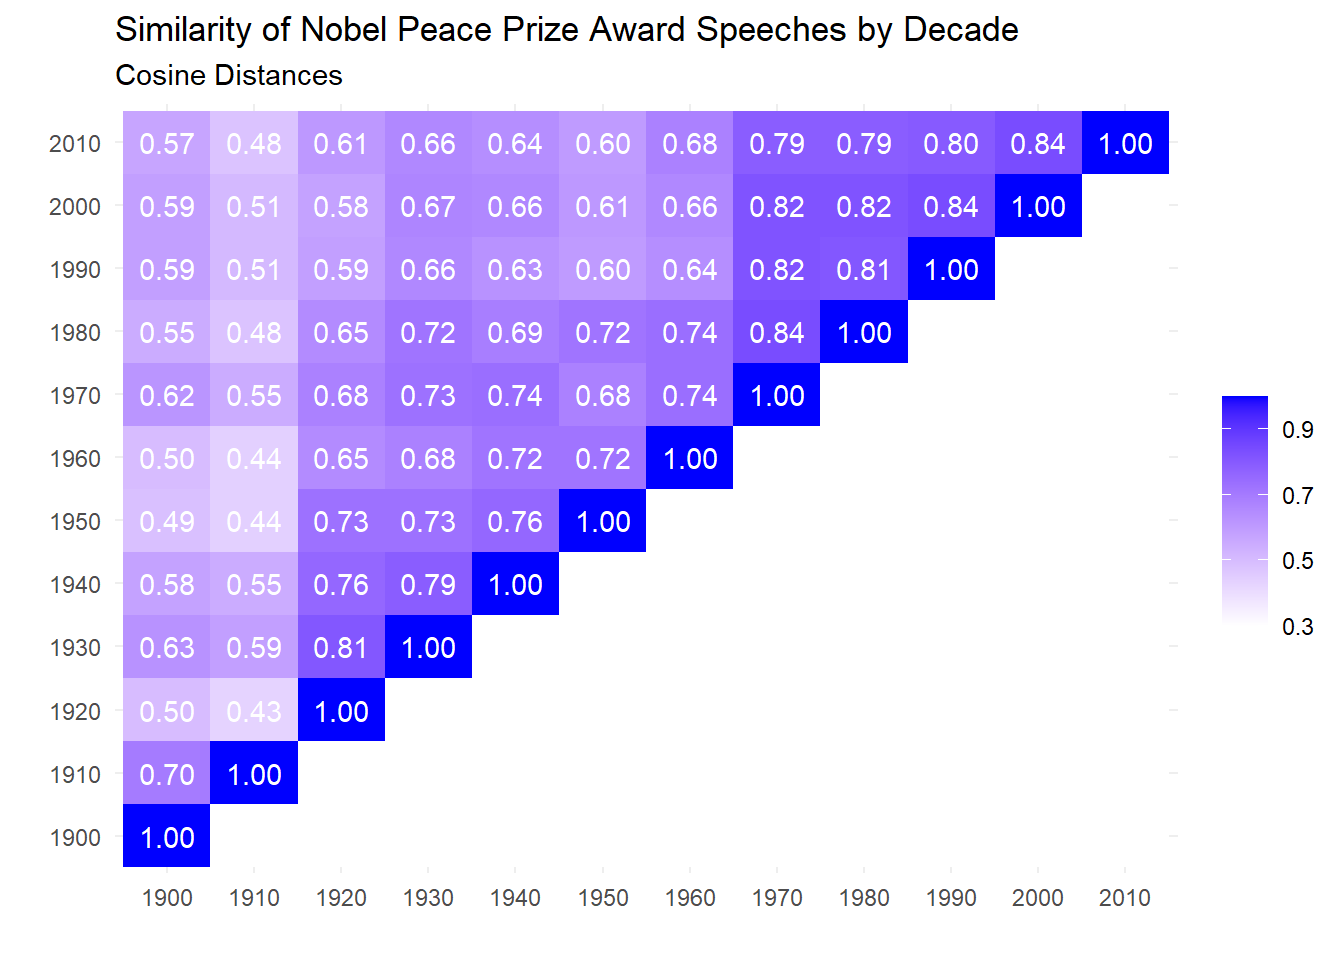 Similarity of Nobel Peace Prize Award Speeches by Decade
Cosine Distances
2010 0.57 0.48 0.61 0.66 0.64 0.60 0.68 0.79 0.79 0.80 0.84 1.00
2000 0.59 0.51 0.58 0.67 0.66 0.61 0.66 0.82 0.82 0.84 1.00
1990 0.59 0.51 0.59 0.66 0.63 0.60 0.64 0.82 0.81 1.00
1980 0.55 0.48 0.65 0.72 0.69 0.72 0.74 0.84 1.00
1970 0.62 0.55 0.68 0.73 0.74 0.68 0.74 1.00
1960 0.50 0.44 0.65 0.68 0.72 0.72 1.00
1950 0.49 0.44 0.73 0.73 0.76 1.00
1940 0.58 0.55 0.76 0.79 1.00
1930 0.63 0.59 0.81 1.00
1920 0.50 0.43 1.00
1910 0.70 1.00
1900 1.00
1900 1910 1920 1930 1940 1950 1960 1970 1980 1990 2000 2010
0.9
0.7
0.5
0.3